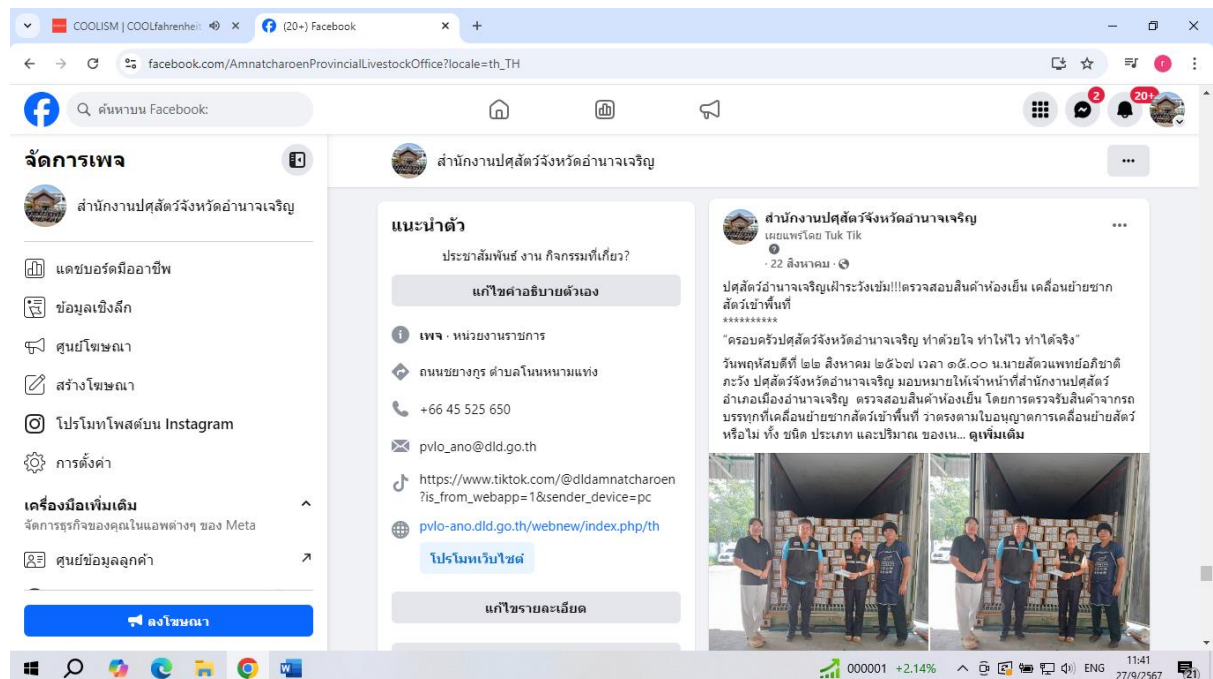 COOLISM | COOLfahrenheit
(20+) Facebook
facebook.com/AmnatcharoenProvincialLivestockOffice?locale=th_TH
r
ค้นหาบน Facebook:
2
20+
จัดการเพจ
สำนักงานปศุสัตว์จังหวัดอำนาจเจริญ
แดชบอร์ดมืออาชีพ
ข้อมูลเชิงลึก
ศูนย์โฆษณา
สร้างโฆษณา
โปรโมทโพสต์บน Instagram
การตั้งค่า
เครื่องมือเพิ่มเติม
จัดการธุรกิจของคุณในแอพต่างๆ ของ Meta
ศูนย์ข้อมูลลูกค้า
ลงโฆษณา
สำนักงานปศุสัตว์จังหวัดอำนาจเจริญ
แนะนำตัว
ประชาสัมพันธ์ งาน กิจกรรมที่เกี่ยว?
แก้ไขคำอธิบายตัวเอง
เพจ · หน่วยงานราชการ
ถนนชยางกูร ตำบลโนนหนามแท่ง
+66 45 525 650
pvlo_ano@dld.go.th
https://www.tiktok.com/@dldamnatcharoen
?is_from_webapp=1&sender_device=pc
pvlo-ano.dld.go.th/webnew/index.php/th
โปรโมทเว็บไซต์
แก้ไขรายละเอียด
สำนักงานปศุสัตว์จังหวัดอำนาจเจริญ
เผยแพร่โดย Tuk Tik
· 22 สิงหาคม ·
ปศุสัตว์อำนาจเจริญเฝ้าระวังเข้ม!!!ตรวจสอบสินค้าห้องเย็น เคลื่อนย้ายซาก
สัตว์เข้าพื้นที่
**********
“ครอบครัวปศุสัตว์จังหวัดอำนาจเจริญ ทำด้วยใจ ทำให้ไว ทำได้จริง”
วันพฤหัสบดีที่ ๒๒ สิงหาคม ๒๕๖๗ เวลา ๑๕.๐๐ น.นายสัตวแพทย์อภิชาติ
ภะวัง ปศุสัตว์จังหวัดอำนาจเจริญ มอบหมายให้เจ้าหน้าที่สำนักงานปศุสัตว์
อำเภอเมืองอำนาจเจริญ ตรวจสอบสินค้าห้องเย็น โดยการตรวจรับสินค้าจากรถ
บรรทุกที่เคลื่อนย้ายซากสัตว์เข้าพื้นที่ ว่าตรงตามใบอนุญาตการเคลื่อนย้ายสัตว์
หรือไม่ ทั้ง ชนิด ประเภท และปริมาณ ของเน... ดูเพิ่มเติม
000001 +2.14%
ENG
11:41
27/9/2567
21